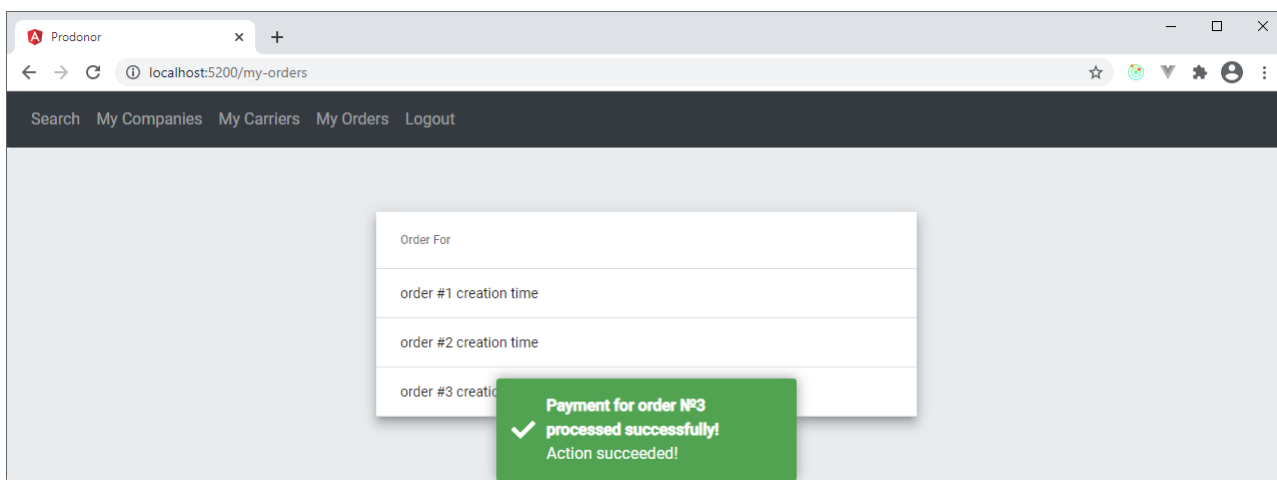 Prodonor
localhost:5200/my-orders
Search My Companies My Carriers My Orders Logout
Order For
order #1 creation time
order #2 creation time
order #3 creatio
Payment for order №3
processed successfully!
Action succeeded!